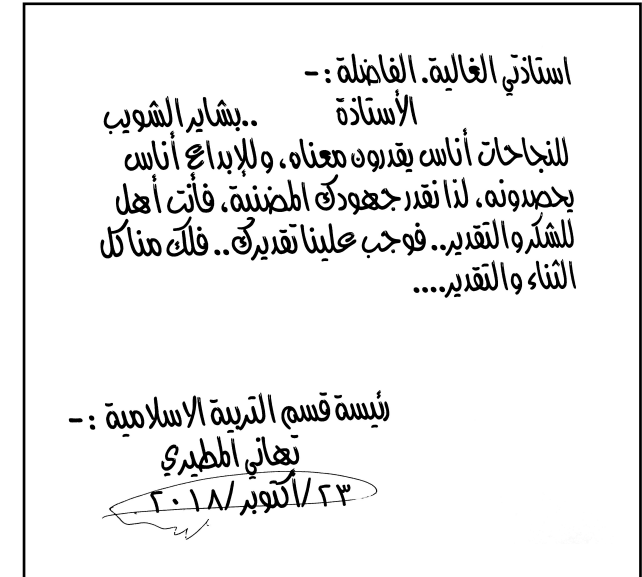 استاذتي الغالية. الفاضلة :-
الأستاذة ..بشاير الشويب
للنجاحات أناس يقدرون معناه، وللإبداع أناس
يحصدونه، لذا نقدر جهودك المضنية، فأنت أهل
للشكر والتقدير.. فوجب علينا تقديرك.. فلك منا كل
الثناء والتقدير....
رئيسة قسم التربية الاسلامية :-
تهاني المطيري
٢٣/أكتوبر/٢٠١٨